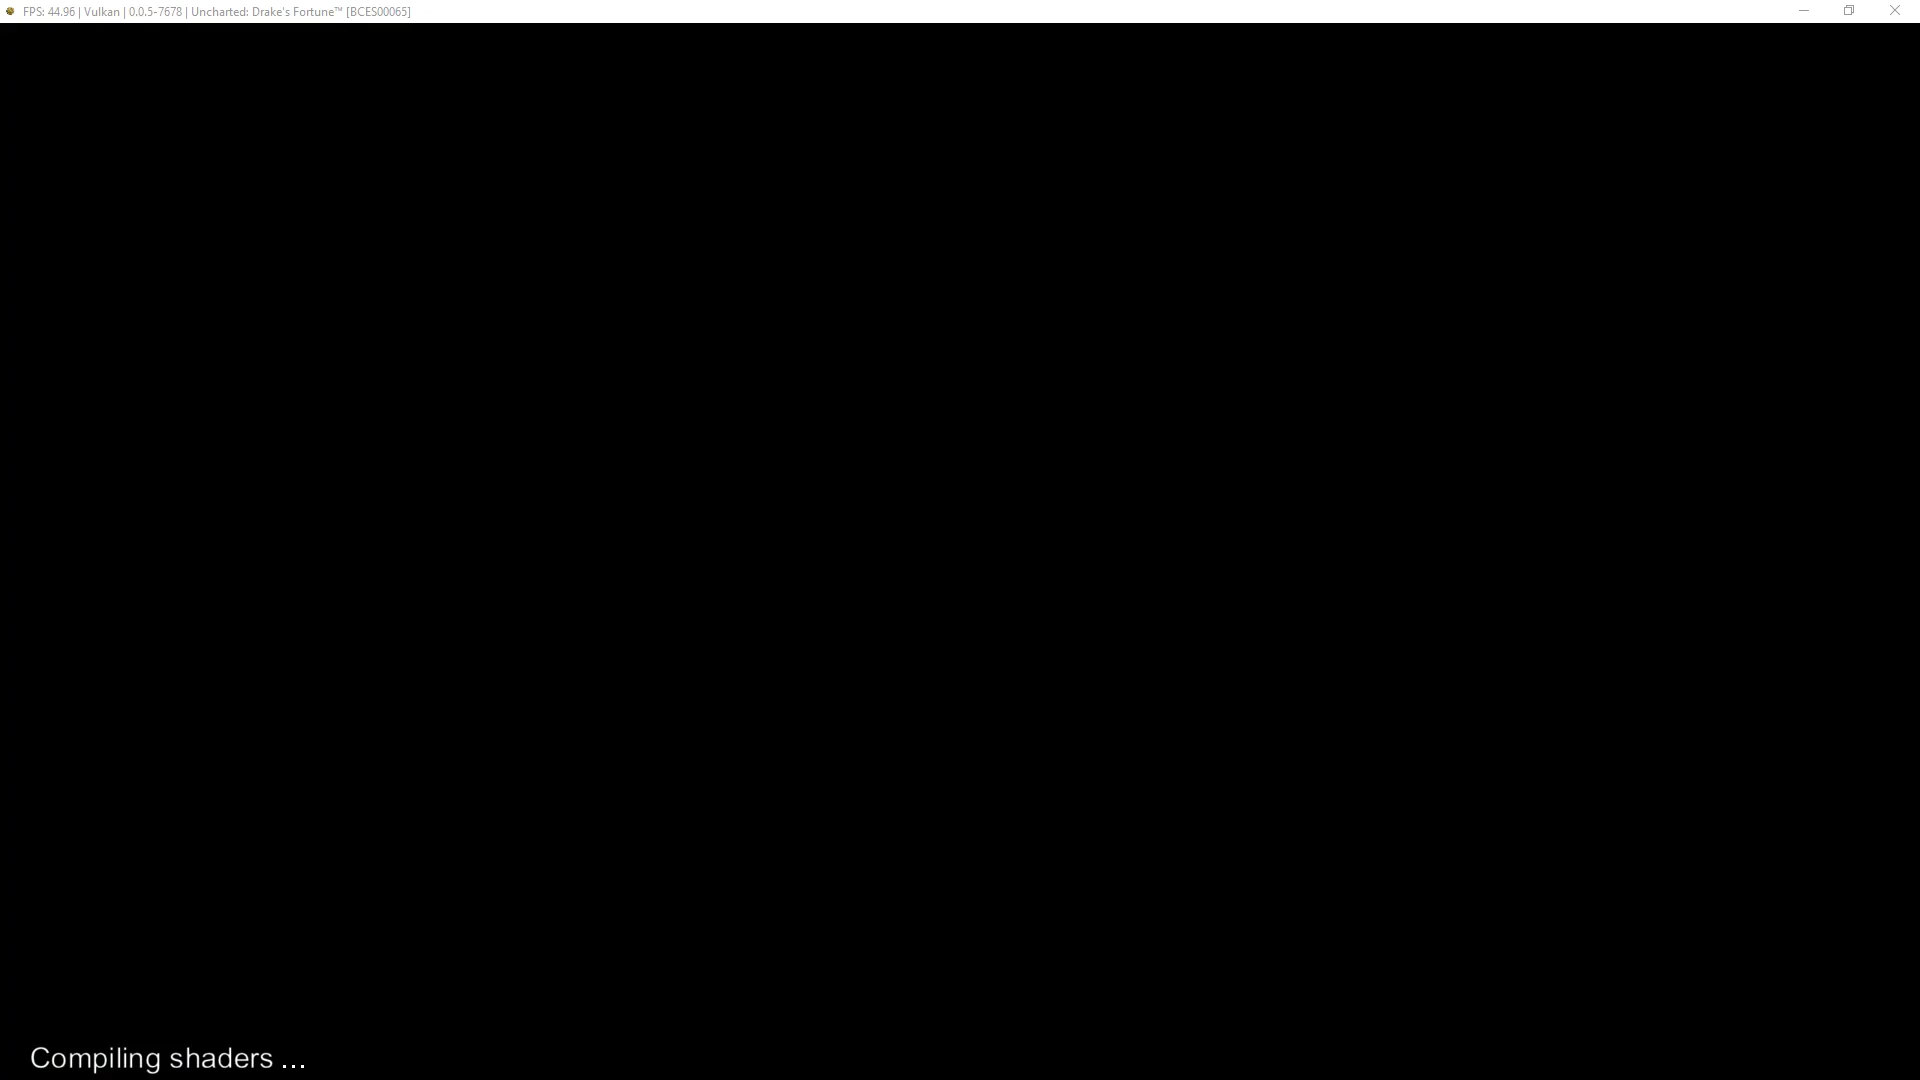 FPS: 44.96 | Vulkan | 0.0.5-7678 | Uncharted: Drake's Fortune™ [BCES00065]
Compiling shaders ...